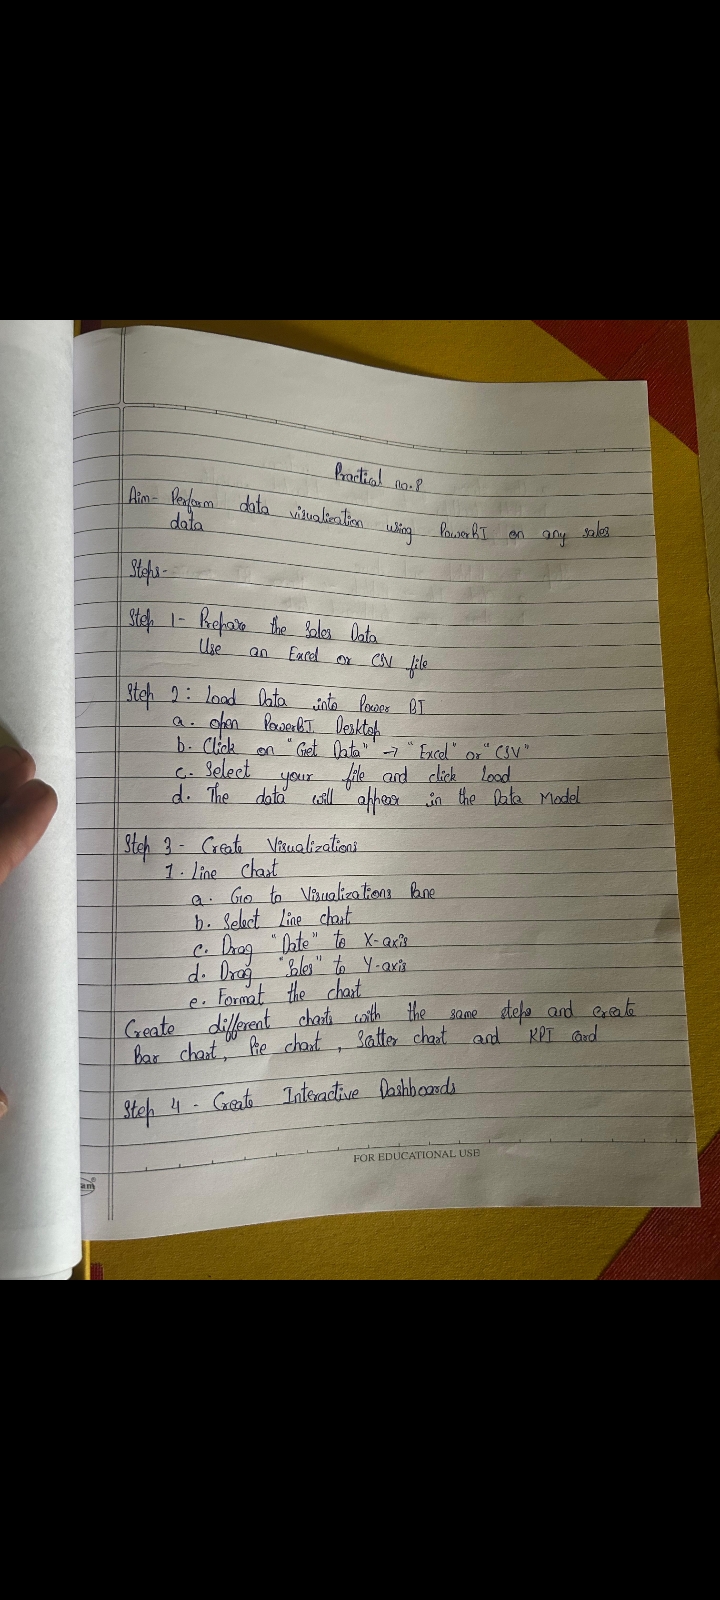 Practical no. 8
Aim- Perform data visualization using PowerBI on any sales
data
Steps-
Step 1- Prepare the Sales Data
Use an Excel or CSV file
Step 2: Load Data into Power BI
a. open PowerBI Desktop
b. Click on "Get Data" → "Excel" or "CSV"
c. Select your file and click Load
d. The data will appear in the Data Model
Step 3 - Create Visualizations
1. Line Chart
a. Go to Visualizations Pane
b. Select Line chart
c. Drag "Date" to X-axis
d. Drag "Sales" to Y-axis
e. Format the chart
Create different charts with the same steps and create
Bar chart, Pie chart, Scatter chart and KPI Card
Step 4 - Create Interactive Dashboards
FOR EDUCATIONAL USE